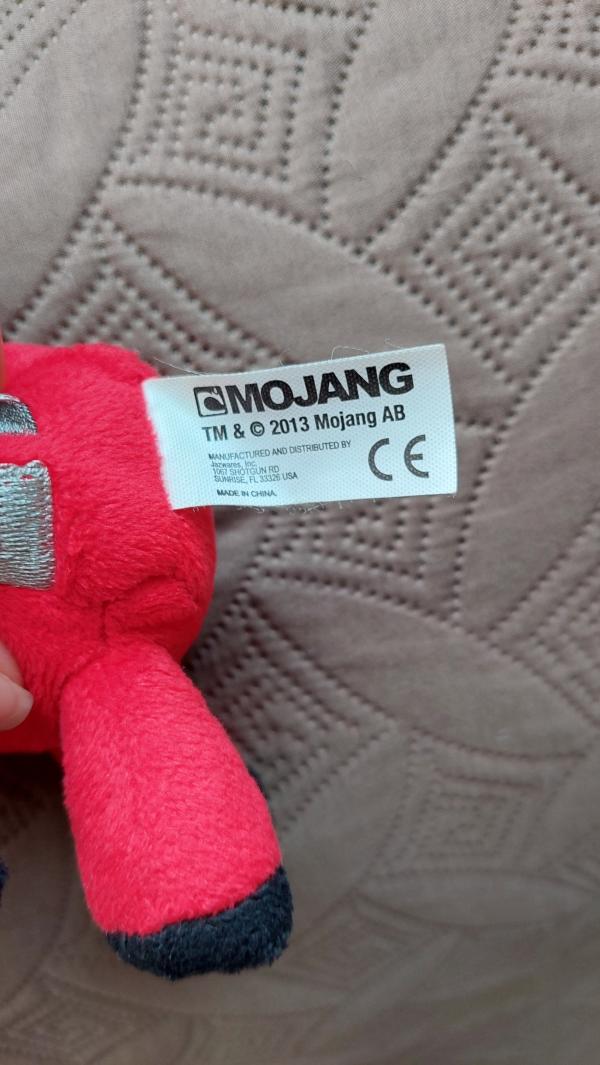 MOJANG
TM & © 2013 Mojang AB
MANUFACTURED AND DISTRIBUTED BY
Jazwares, Inc.
1067 SHOTGUN RD
SUNRISE, FL 33326 USA
MADE IN CHINA.
CE